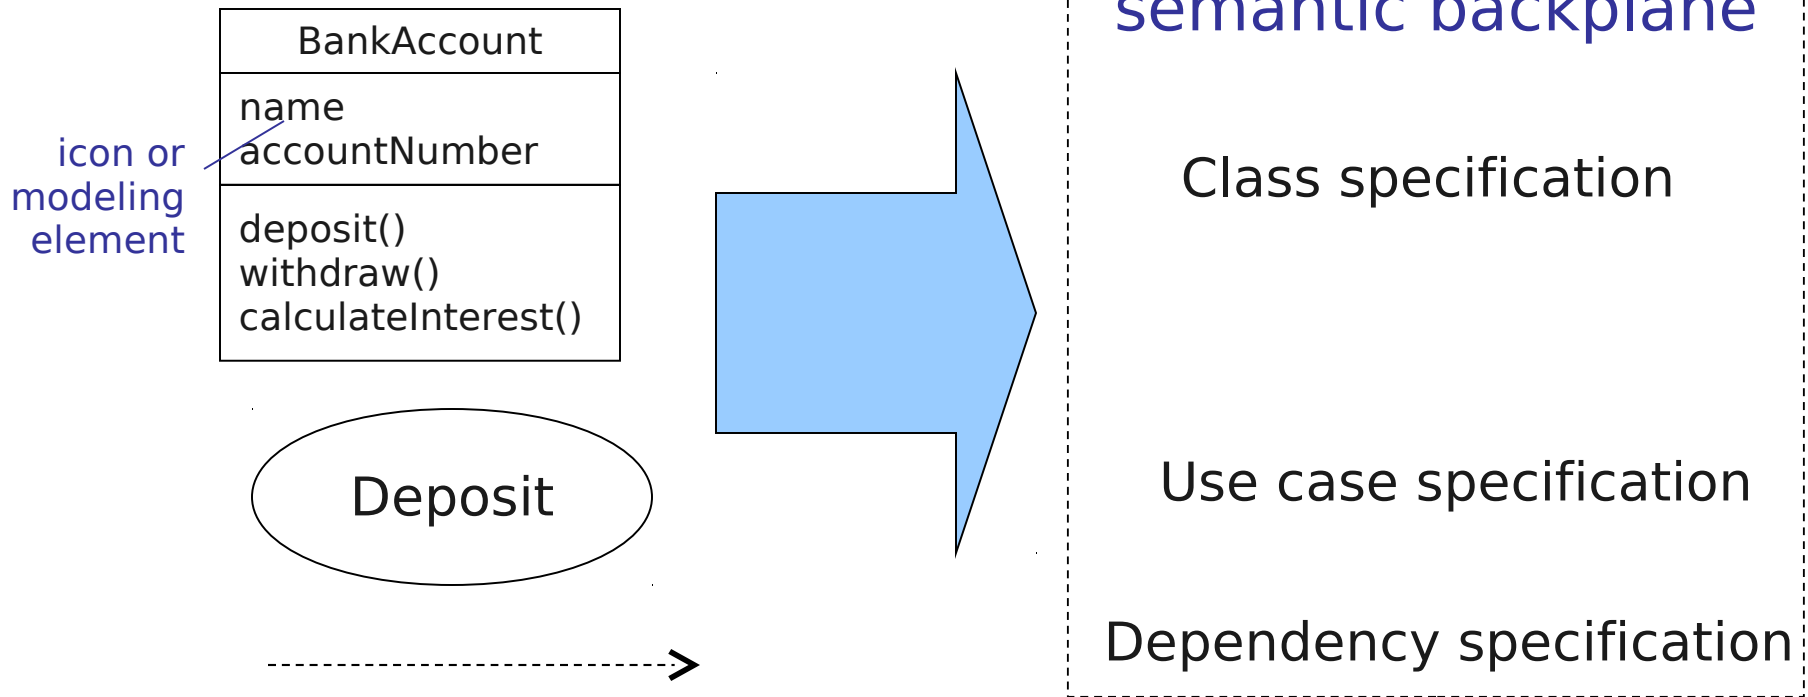 semantic backplane
BankAccount
name
accountNumber
icon or
modeling
element
deposit()
withdraw()
calculateInterest()
Class specification
Deposit
Use case specification
Dependency specification